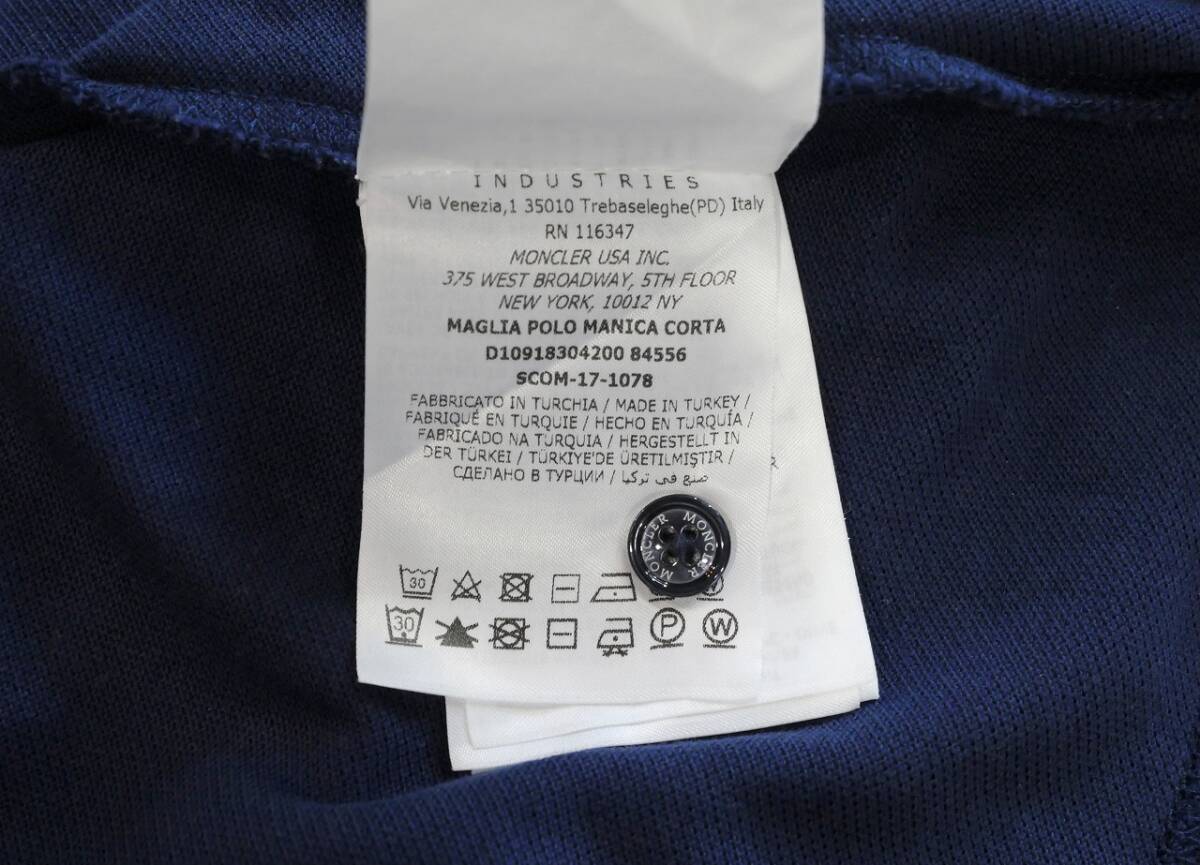 INDUSTRIES
Via Venezia,1 35010 Trebaseleghe(PD) Italy
RN 116347
MONCLER USA INC.
375 WEST BROADWAY, 5TH FLOOR
NEW YORK, 10012 NY
MAGLIA POLO MANICA CORTA
D10918304200 84556
SCOM-17-1078
FABBRICATO IN TURCHIA / MADE IN TURKEY /
FABRIQUÉ EN TURQUIE / HECHO EN TURQUÍA /
FABRICADO NA TURQUIA / HERGESTELLT IN
DER TÜRKEI / TÜRKIYE'DE ÜRETILMIŞTIR /
СДЕЛАНО В ТУРЦИИ / صنع في تركيا
MONCLER MONCLER
30
30 P W